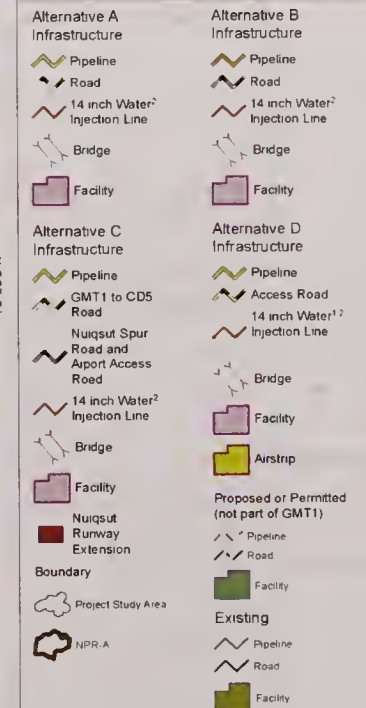 Alternative A
Infrastructure
Pipeline
Road
14 inch Water²
Injection Line
Bridge
Facility
Alternative B
Infrastructure
Pipeline
Road
14 inch Water²
Injection Line
Bridge
Facility
Alternative C
Infrastructure
Pipeline
GMT1 to CD5
Road
Nuiqsut Spur
Road and
Airport Access
Roed
14 inch Water²
Injection Line
Bridge
Facility
Nuiqsut
Runway
Extension
Boundary
Project Study Area
NPR-A
Alternative D
Infrastructure
Pipeline
Access Road
14 inch Water¹ ²
Injection Line
Bridge
Facility
Airstrip
Proposed or Permitted
(not part of GMT1)
Pipeline
Road
Facility
Existing
Pipeline
Road
Facility